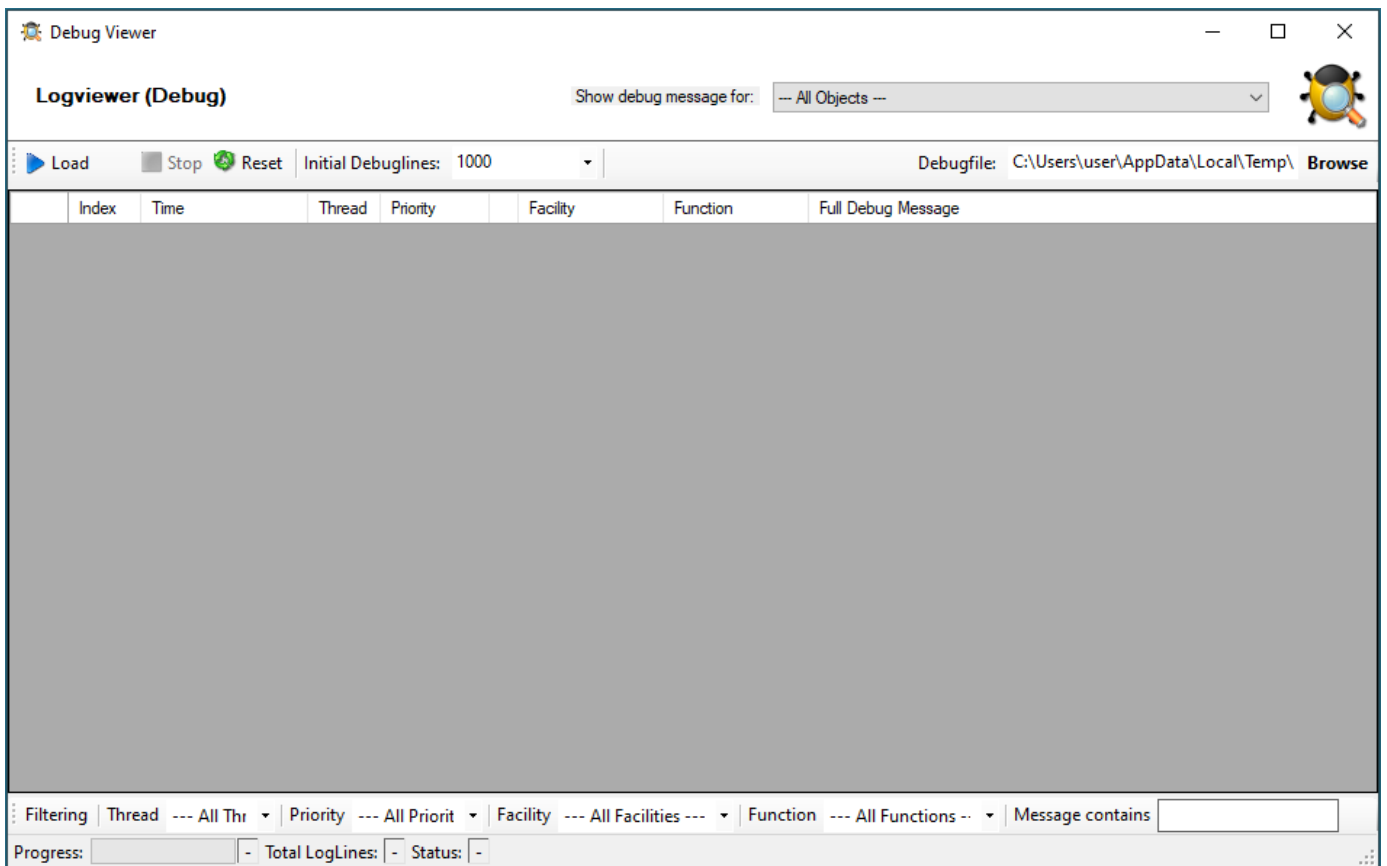 Debug Viewer
Logviewer (Debug)
Show debug message for: --- All Objects ---
Load Stop Reset Initial Debuglines: 1000 Debugfile: C:\Users\user\AppData\Local\Temp\ Browse
Index Time Thread Priority Facility Function Full Debug Message
Filtering Thread --- All Thr Priority --- All Priorit Facility --- All Facilities --- Function --- All Functions -- Message contains
Progress: - Total LogLines: - Status: -